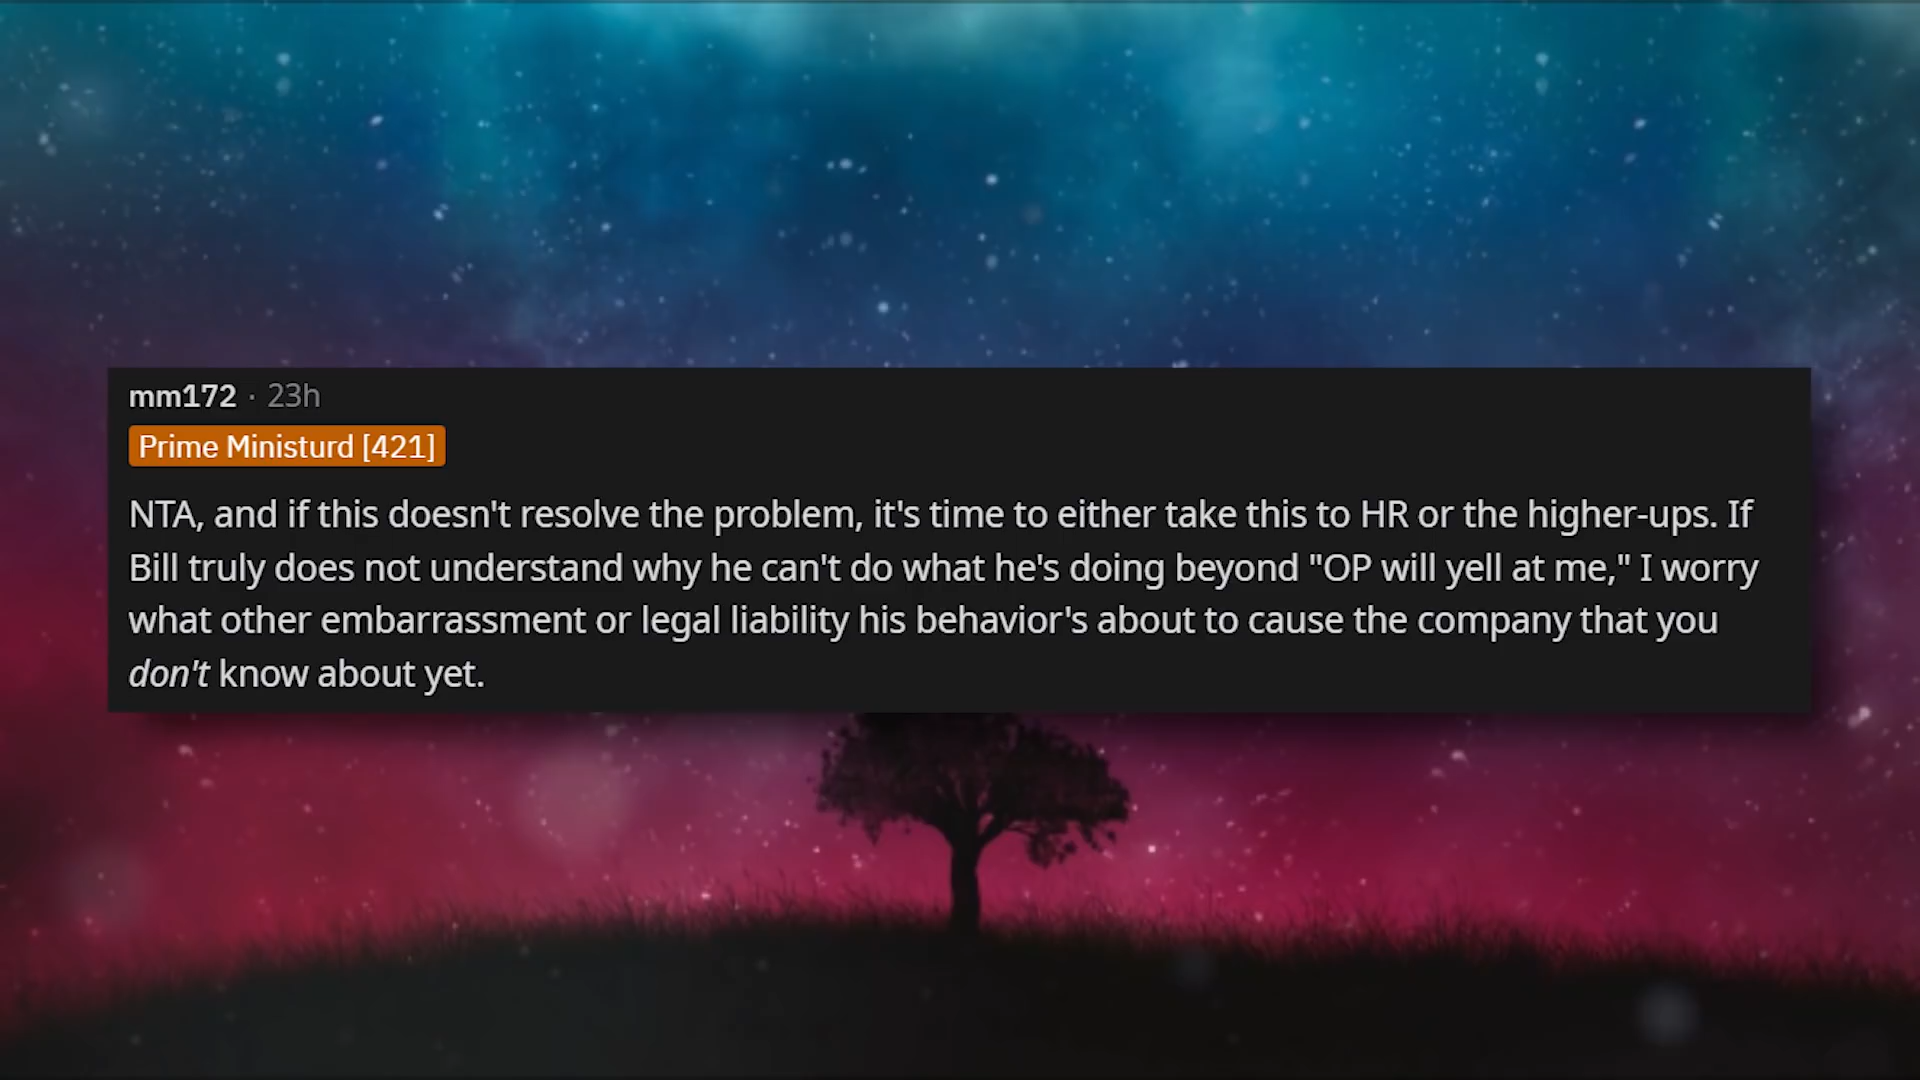 mm172 · 23h
Prime Ministurd [421]
NTA, and if this doesn't resolve the problem, it's time to either take this to HR or the higher-ups. If
Bill truly does not understand why he can't do what he's doing beyond "OP will yell at me," I worry
what other embarrassment or legal liability his behavior's about to cause the company that you
don't know about yet.